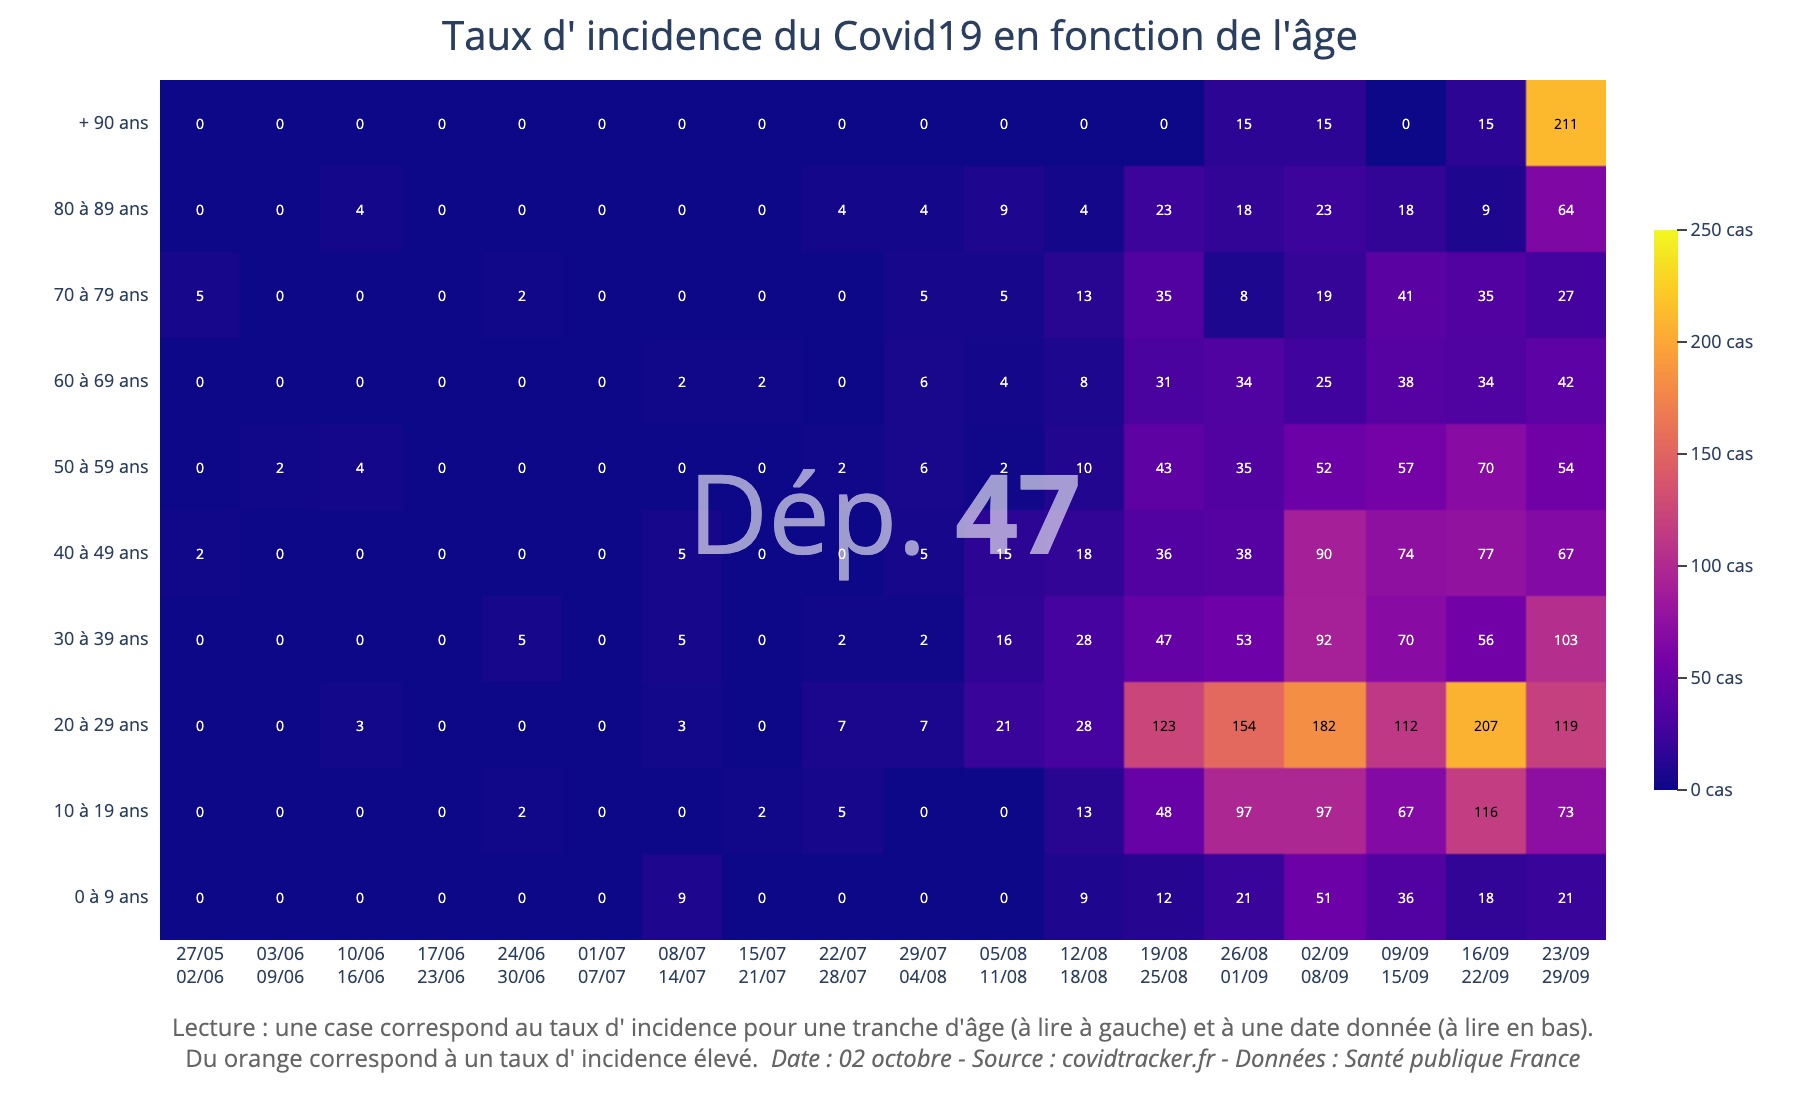 Taux d' incidence du Covid19 en fonction de l'âge
+ 90 ans 0 0 0 0 0 0 0 0 0 0 0 0 0 15 15 0 15 211
80 à 89 ans 0 0 4 0 0 0 0 0 4 4 9 4 23 18 23 18 9 64
250 cas
70 à 79 ans 5 0 0 0 2 0 0 0 0 5 5 13 35 8 19 41 35 27
200 cas
60 à 69 ans 0 0 0 0 0 0 2 2 0 6 4 8 31 34 25 38 34 42
150 cas
50 à 59 ans 0 2 4 0 0 0 0 0 2 6 2 10 43 35 52 57 70 54
Dép. 47
40 à 49 ans 2 0 0 0 0 0 5 0 0 5 15 18 36 38 90 74 77 67
100 cas
30 à 39 ans 0 0 0 0 5 0 5 0 2 2 16 28 47 53 92 70 56 103
50 cas
20 à 29 ans 0 0 3 0 0 0 3 0 7 7 21 28 123 154 182 112 207 119
0 cas
10 à 19 ans 0 0 0 0 2 0 0 2 5 0 0 13 48 97 97 67 116 73
0 à 9 ans 0 0 0 0 0 0 9 0 0 0 0 9 12 21 51 36 18 21
27/05 03/06 10/06 17/06 24/06 01/07 08/07 15/07 22/07 29/07 05/08 12/08 19/08 26/08 02/09 09/09 16/09 23/09
02/06 09/06 16/06 23/06 30/06 07/07 14/07 21/07 28/07 04/08 11/08 18/08 25/08 01/09 08/09 15/09 22/09 29/09
Lecture : une case correspond au taux d' incidence pour une tranche d'âge (à lire à gauche) et à une date donnée (à lire en bas).
Du orange correspond à un taux d' incidence élevé. Date : 02 octobre - Source : covidtracker.fr - Données : Santé publique France